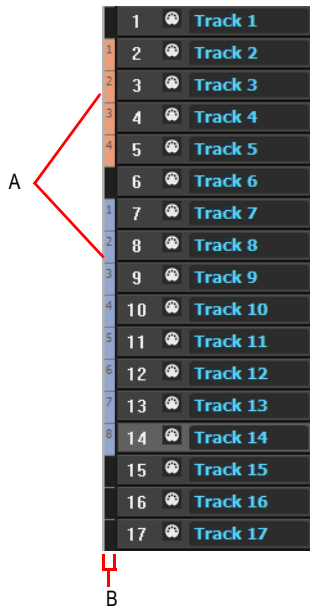 1 Track 1
1 2 Track 2
2 3 Track 3
3 4 Track 4
4 5 Track 5
6 Track 6
A
1 7 Track 7
2 8 Track 8
3 9 Track 9
4 10 Track 10
5 11 Track 11
6 12 Track 12
7 13 Track 13
8 14 Track 14
15 Track 15
16 Track 16
17 Track 17
B